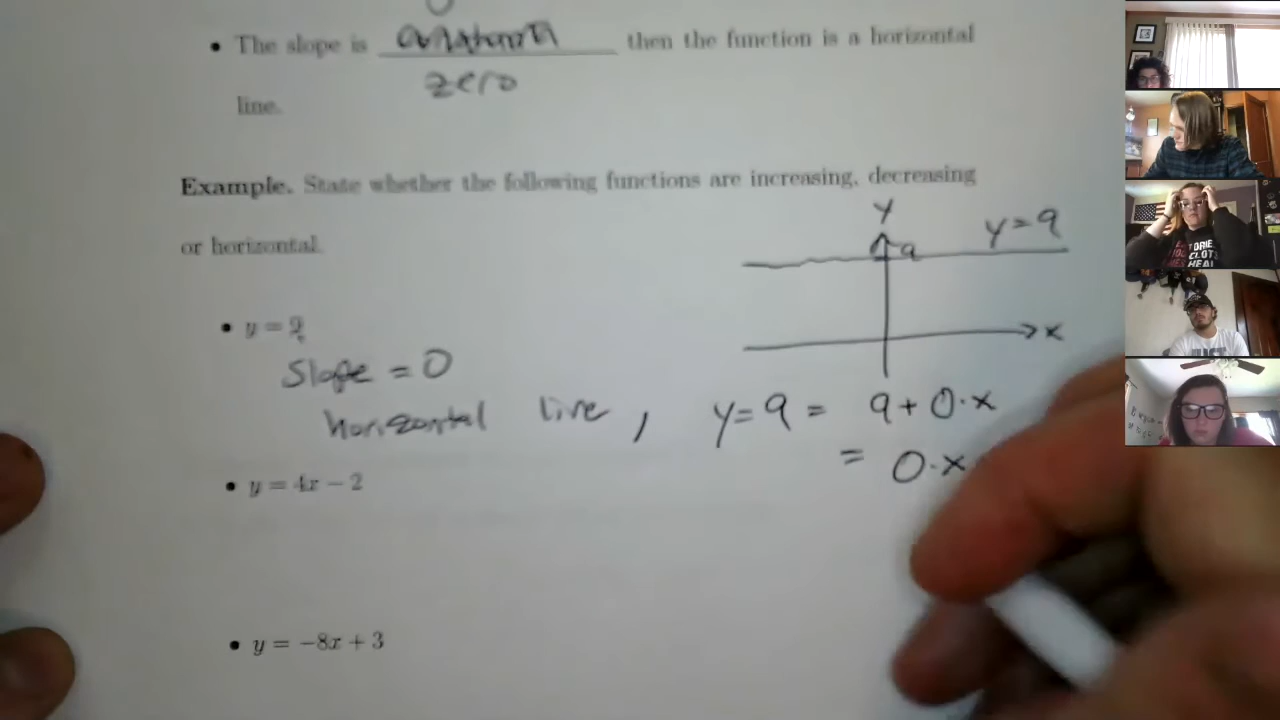 • The slope is then the function is a horizontal
zero
line.
Example. State whether the following functions are increasing, decreasing
or horizontal.
y
9
y = 9
x
• y = 9
Slope = 0
horizontal line, y = 9 = 9 + 0·x
= 0·x
• y = 4x − 2
• y = −8x + 3